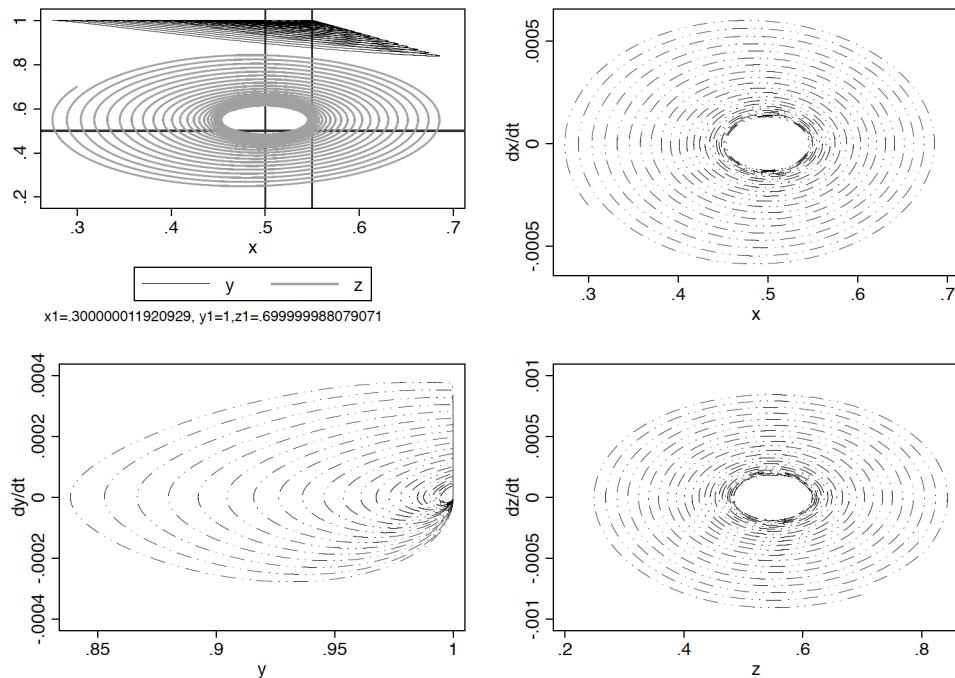 1
.8
.6
.4
.2
.3 .4 .5 .6 .7
x
y z
x1=.300000011920929, y1=1,z1=.699999988079071
dx/dt
.0005
0
-.0005
.3 .4 .5 .6 .7
x
dy/dt
.0004
.0002
0
-.0002
-.0004
.85 .9 .95 1
y
dz/dt
.001
.0005
0
-.0005
-.001
.2 .4 .6 .8
z